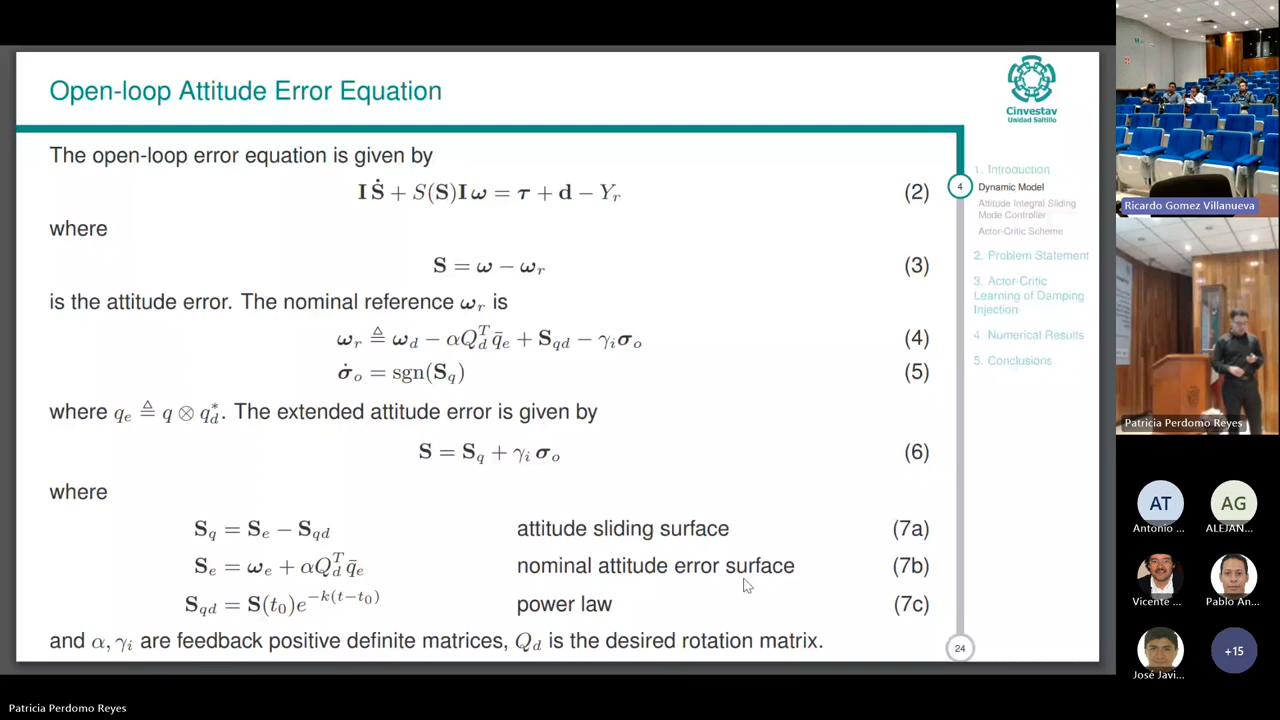 Open-loop Attitude Error Equation
The open-loop error equation is given by
I Ṡ + S(S)I ω = τ + d − Y_r (2)
where
S = ω − ω_r (3)
is the attitude error. The nominal reference ω_r is
ω_r ≜ ω_d − αQ_d^T q̄_e + S_qd − γ_i σ_o (4)
σ̇_o = sgn(S_q) (5)
where q_e ≜ q ⊗ q_d^*. The extended attitude error is given by
S = S_q + γ_i σ_o (6)
where
S_q = S_e − S_qd attitude sliding surface (7a)
S_e = ω_e + αQ_d^T q̄_e nominal attitude error surface (7b)
S_qd = S(t_0)e^{−k(t−t_0)} power law (7c)
and α, γ_i are feedback positive definite matrices, Q_d is the desired rotation matrix.
Cinvestav
Unidad Saltillo
1. Introduction
4
Dynamic Model
Attitude Integral Sliding
Mode Controller
Actor-Critic Scheme
2. Problem Statement
3. Actor-Critic
Learning of Damping
Injection
4. Numerical Results
5. Conclusions
24
Ricardo Gomez Villanueva
Patricia Perdomo Reyes
AT
Antonio ...
AG
ALEJAN...
Vicente ...
Pablo An...
José Javi...
+15
Patricia Perdomo Reyes